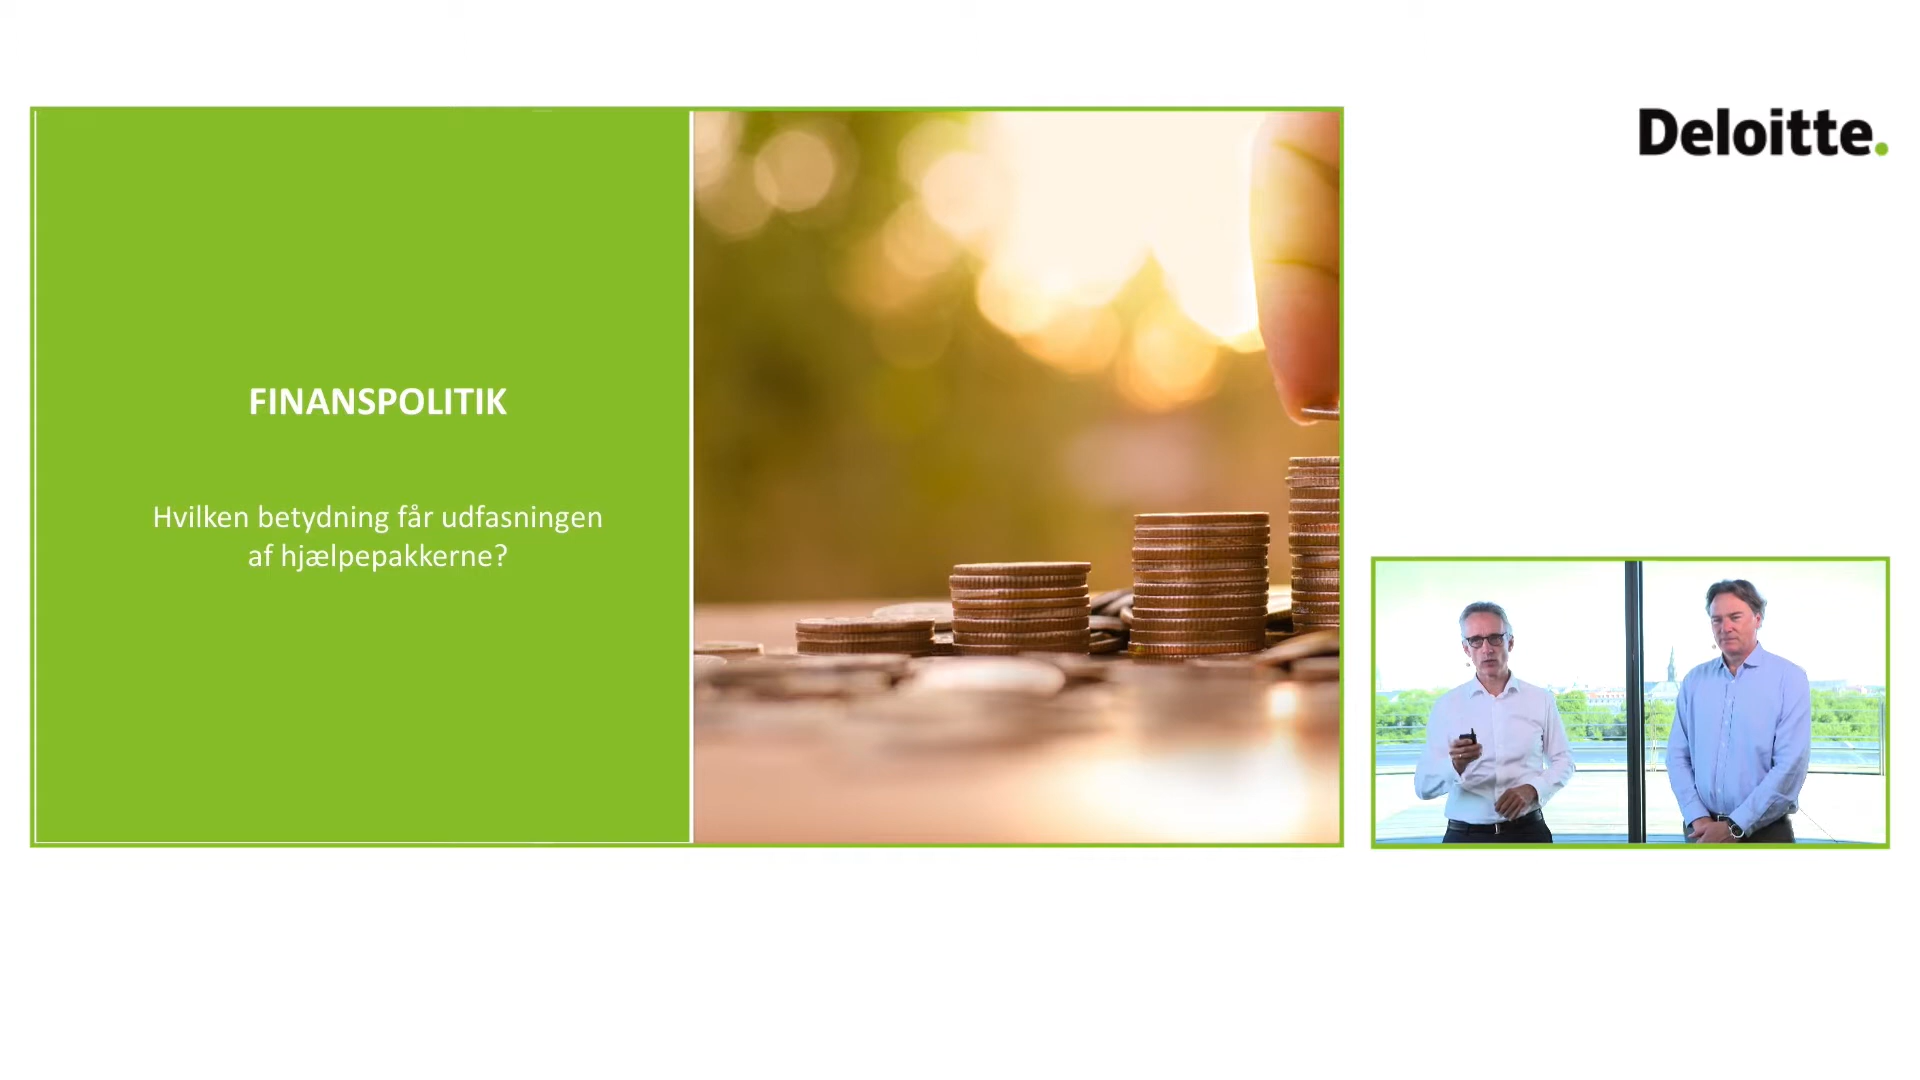 Deloitte.
FINANSPOLITIK
Hvilken betydning får udfasningen
af hjælpepakkerne?